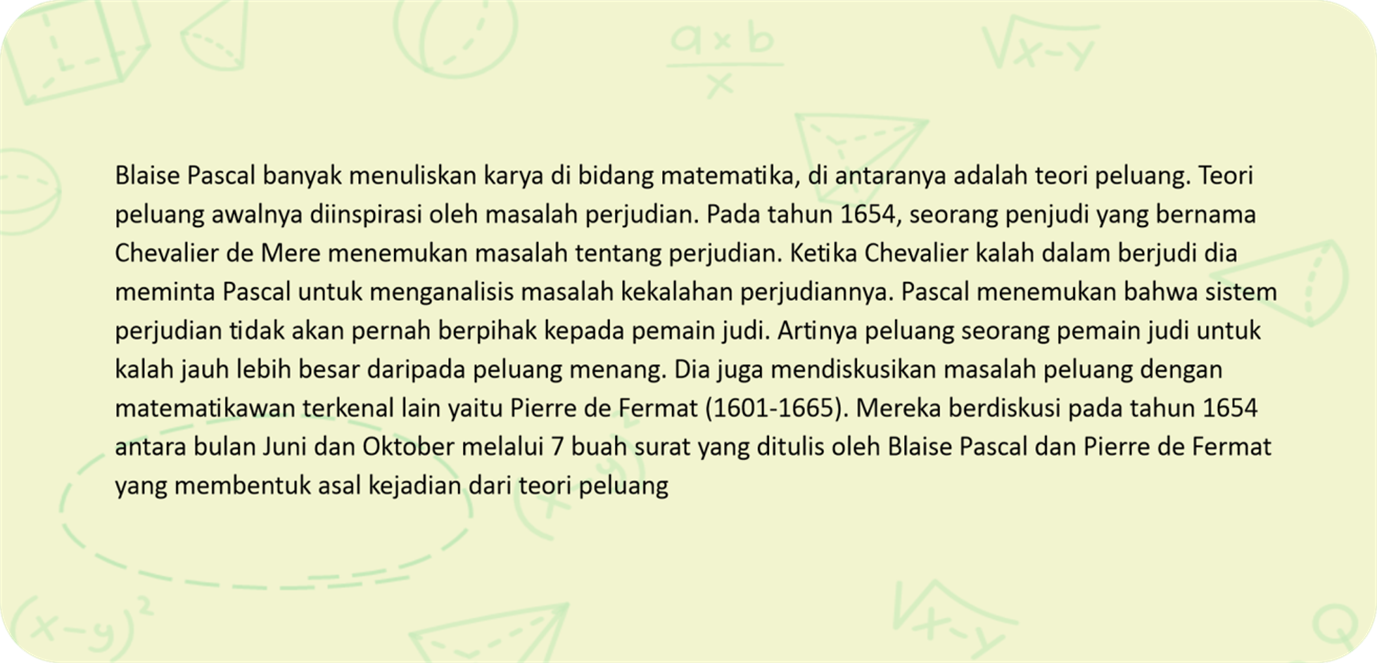 a × b
x
√x-y
Blaise Pascal banyak menuliskan karya di bidang matematika, di antaranya adalah teori peluang. Teori
peluang awalnya diinspirasi oleh masalah perjudian. Pada tahun 1654, seorang penjudi yang bernama
Chevalier de Mere menemukan masalah tentang perjudian. Ketika Chevalier kalah dalam berjudi dia
meminta Pascal untuk menganalisis masalah kekalahan perjudiannya. Pascal menemukan bahwa sistem
perjudian tidak akan pernah berpihak kepada pemain judi. Artinya peluang seorang pemain judi untuk
kalah jauh lebih besar daripada peluang menang. Dia juga mendiskusikan masalah peluang dengan
matematikawan terkenal lain yaitu Pierre de Fermat (1601-1665). Mereka berdiskusi pada tahun 1654
antara bulan Juni dan Oktober melalui 7 buah surat yang ditulis oleh Blaise Pascal dan Pierre de Fermat
yang membentuk asal kejadian dari teori peluang
(x-y)²
√x-y